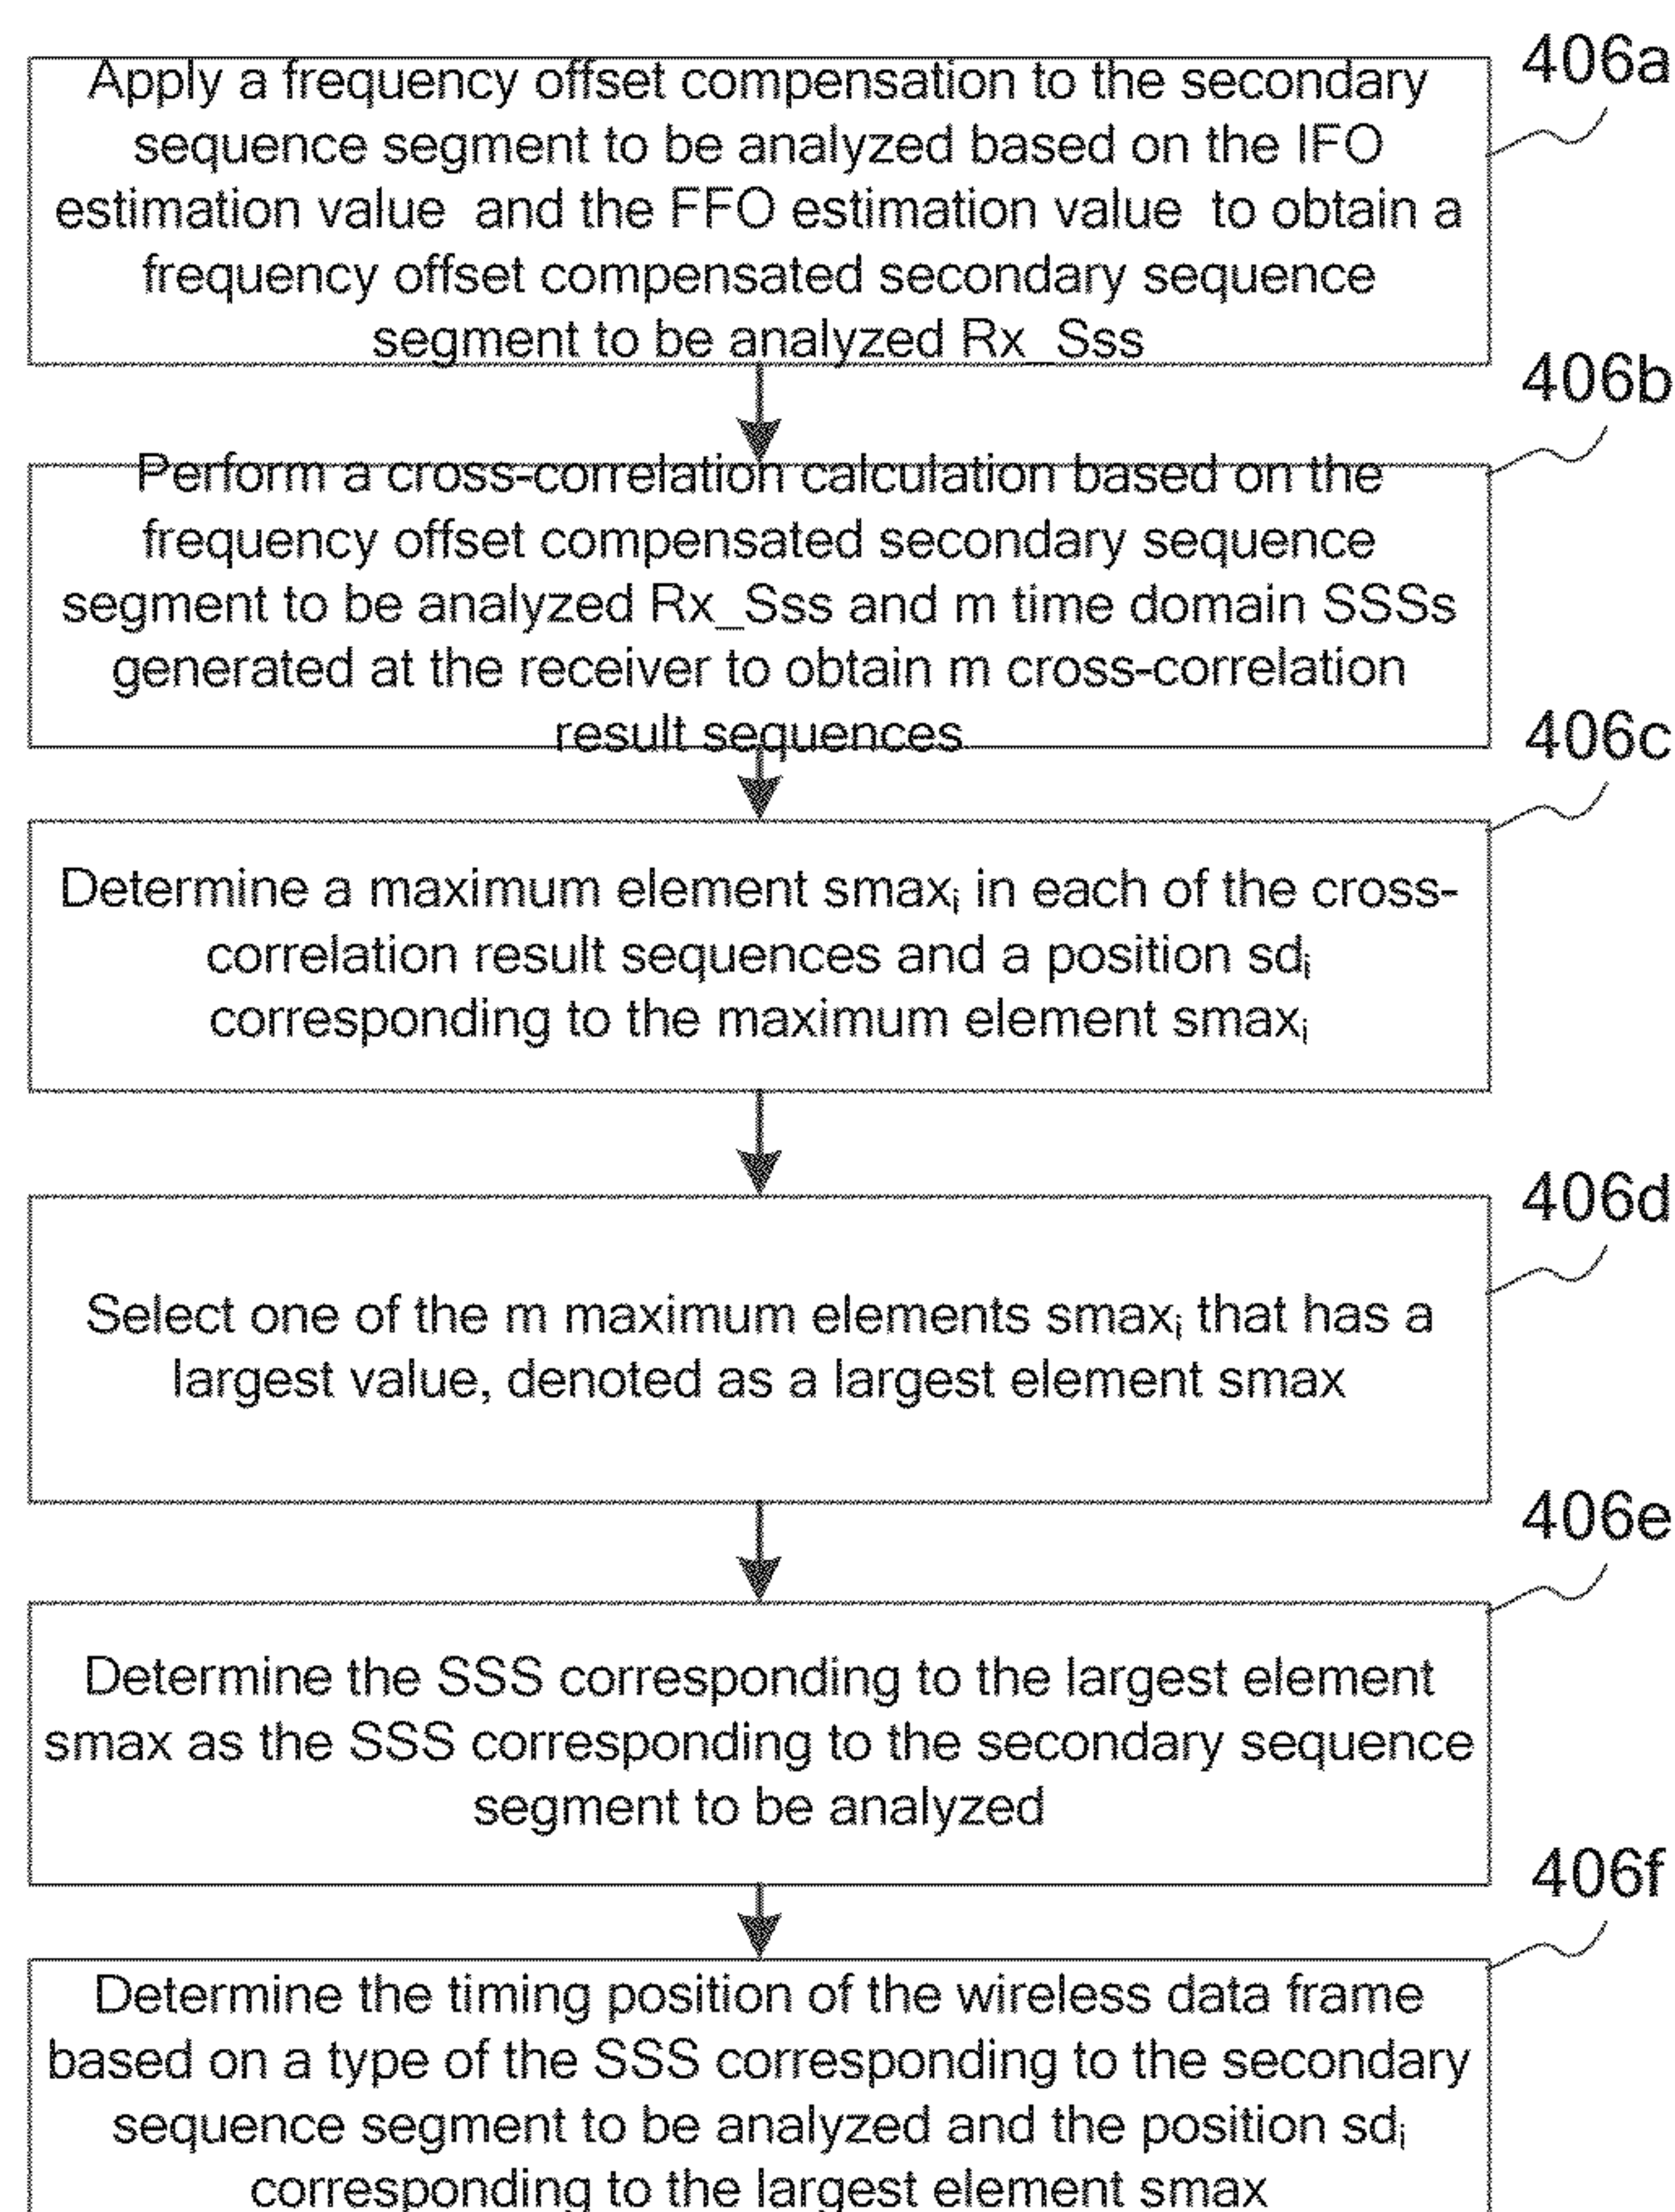 406a
Apply a frequency offset compensation to the secondary
sequence segment to be analyzed based on the IFO
estimation value and the FFO estimation value to obtain a
frequency offset compensated secondary sequence
segment to be analyzed Rx_Sss
406b
Perform a cross-correlation calculation based on the
frequency offset compensated secondary sequence
segment to be analyzed Rx_Sss and m time domain SSSs
generated at the receiver to obtain m cross-correlation
result sequences
406c
Determine a maximum element smaxᵢ in each of the cross-
correlation result sequences and a position sdᵢ
corresponding to the maximum element smaxᵢ
406d
Select one of the m maximum elements smaxᵢ that has a
largest value, denoted as a largest element smax
406e
Determine the SSS corresponding to the largest element
smax as the SSS corresponding to the secondary sequence
segment to be analyzed
406f
Determine the timing position of the wireless data frame
based on a type of the SSS corresponding to the secondary
sequence segment to be analyzed and the position sdᵢ
corresponding to the largest element smax